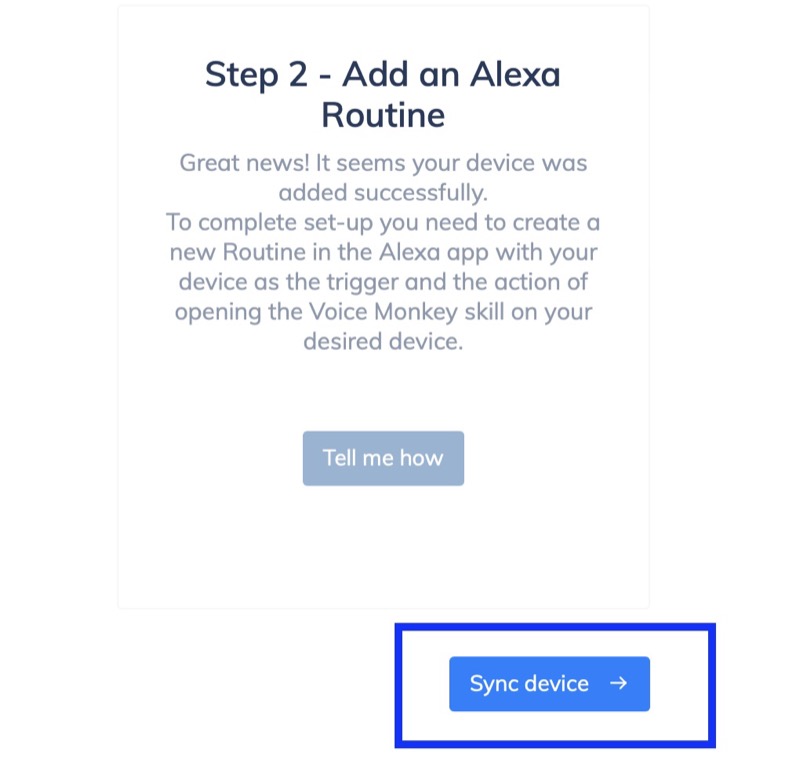 Step 2 - Add an Alexa
Routine
Great news! It seems your device was
added successfully.
To complete set-up you need to create a
new Routine in the Alexa app with your
device as the trigger and the action of
opening the Voice Monkey skill on your
desired device.
Tell me how
Sync device →